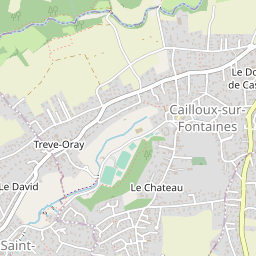 Le Do
de Cas
Cailloux-sur-
Fontaines
Treve-Oray
Le David
Le Chateau
Saint-